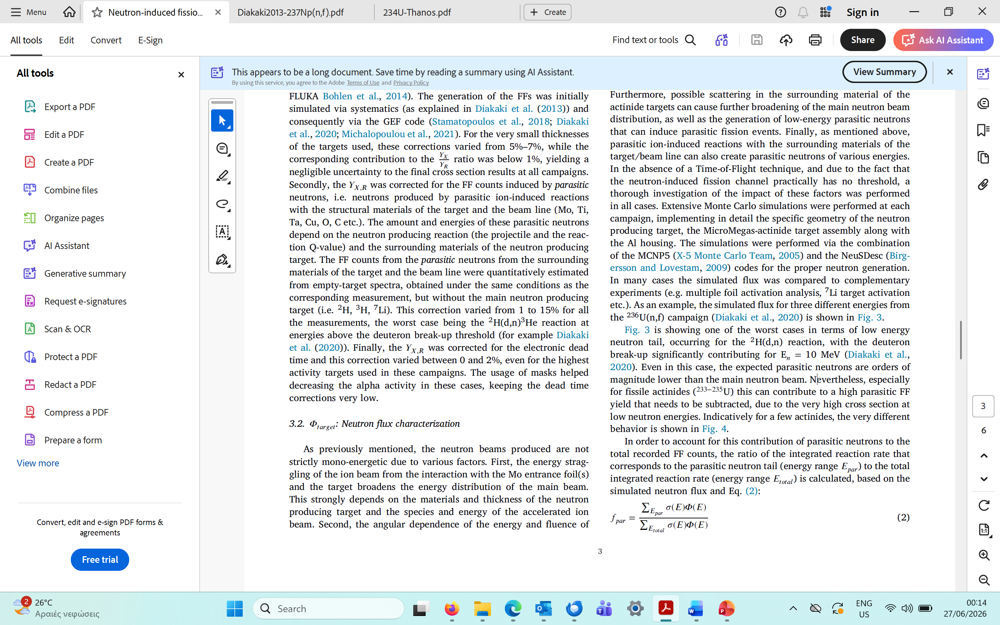 Menu
Neutron-induced fissio...
Diakaki2013-237Np(n,f).pdf
234U-Thanos.pdf
+ Create
Sign in
All tools
Edit
Convert
E-Sign
Find text or tools
Share
Ask AI Assistant
All tools
Export a PDF
Edit a PDF
Create a PDF
Combine files
Organize pages
AI Assistant
Generative summary
Request e-signatures
Scan & OCR
Protect a PDF
Redact a PDF
Compress a PDF
Prepare a form
View more
Convert, edit and e-sign PDF forms &
agreements
Free trial
This appears to be a long document. Save time by reading a summary using AI Assistant.
By using this service, you agree to the Adobe Terms of Use and Privacy Policy
View Summary
FLUKA Bohlen et al., 2014). The generation of the FFs was initially
simulated via systematics (as explained in Diakaki et al. (2013)) and
consequently via the GEF code (Stamatopoulos et al., 2018; Diakaki
et al., 2020; Michalopoulou et al., 2021). For the very small thicknesses
of the targets used, these corrections varied from 5%–7%, while the
corresponding contribution to the Y_X/Y_R ratio was below 1%, yielding a
negligible uncertainty to the final cross section results at all campaigns.
Secondly, the Y_{X,R} was corrected for the FF counts induced by parasitic
neutrons, i.e. neutrons produced by parasitic ion-induced reactions
with the structural materials of the target and the beam line (Mo, Ti,
Ta, Cu, O, C etc.). The amount and energies of these parasitic neutrons
depend on the neutron producing reaction (the projectile and the reac-
tion Q-value) and the surrounding materials of the neutron producing
target. The FF counts from the parasitic neutrons from the surrounding
materials of the target and the beam line were quantitatively estimated
from empty-target spectra, obtained under the same conditions as the
corresponding measurement, but without the main neutron producing
target (i.e. ²H, ³H, ⁷Li). This correction varied from 1 to 15% for all
the measurements, the worst case being the ²H(d,n)³He reaction at
energies above the deuteron break-up threshold (for example Diakaki
et al. (2020)). Finally, the Y_{X,R} was corrected for the electronic dead
time and this correction varied between 0 and 2%, even for the highest
activity targets used in these campaigns. The usage of masks helped
decreasing the alpha activity in these cases, keeping the dead time
corrections very low.
3.2. Φ_{target}: Neutron flux characterization
As previously mentioned, the neutron beams produced are not
strictly mono-energetic due to various factors. First, the energy strag-
gling of the ion beam from the interaction with the Mo entrance foil(s)
and the target broadens the energy distribution of the main beam.
This strongly depends on the materials and thickness of the neutron
producing target and the species and energy of the accelerated ion
beam. Second, the angular dependence of the energy and fluence of
Furthermore, possible scattering in the surrounding material of the
actinide targets can cause further broadening of the main neutron beam
distribution, as well as the generation of low-energy parasitic neutrons
that can induce parasitic fission events. Finally, as mentioned above,
parasitic ion-induced reactions with the surrounding materials of the
target/beam line can also create parasitic neutrons of various energies.
In the absence of a Time-of-Flight technique, and due to the fact that
the neutron-induced fission channel practically has no threshold, a
thorough investigation of the impact of these factors was performed
in all cases. Extensive Monte Carlo simulations were performed at each
campaign, implementing in detail the specific geometry of the neutron
producing target, the MicroMegas-actinide target assembly along with
the Al housing. The simulations were performed via the combination
of the MCNP5 (X-5 Monte Carlo Team, 2005) and the NeuSDesc (Birg-
ersson and Lovestam, 2009) codes for the proper neutron generation.
In many cases the simulated flux was compared to complementary
experiments (e.g. multiple foil activation analysis, ⁷Li target activation
etc.). As an example, the simulated flux for three different energies from
the ²³⁶U(n,f) campaign (Diakaki et al., 2020) is shown in Fig. 3.
Fig. 3 is showing one of the worst cases in terms of low energy
neutron tail, occurring for the ²H(d,n) reaction, with the deuteron
break-up significantly contributing for E_n = 10 MeV (Diakaki et al.,
2020). Even in this case, the expected parasitic neutrons are orders of
magnitude lower than the main neutron beam. Nevertheless, especially
for fissile actinides (²³³⁻²³⁵U) this can contribute to a high parasitic FF
yield that needs to be subtracted, due to the very high cross section at
low neutron energies. Indicatively for a few actinides, the very different
behavior is shown in Fig. 4.
In order to account for this contribution of parasitic neutrons to the
total recorded FF counts, the ratio of the integrated reaction rate that
corresponds to the parasitic neutron tail (energy range E_{par}) to the total
integrated reaction rate (energy range E_{total}) is calculated, based on the
simulated neutron flux and Eq. (2):
f_{par} = ∑_{E_{par}} σ(E)Φ(E) / ∑_{E_{total}} σ(E)Φ(E) (2)
3
3
6
1:1
2
26°C
Αραιές νεφώσεις
Search
ENG
US
00:14
27/06/2026